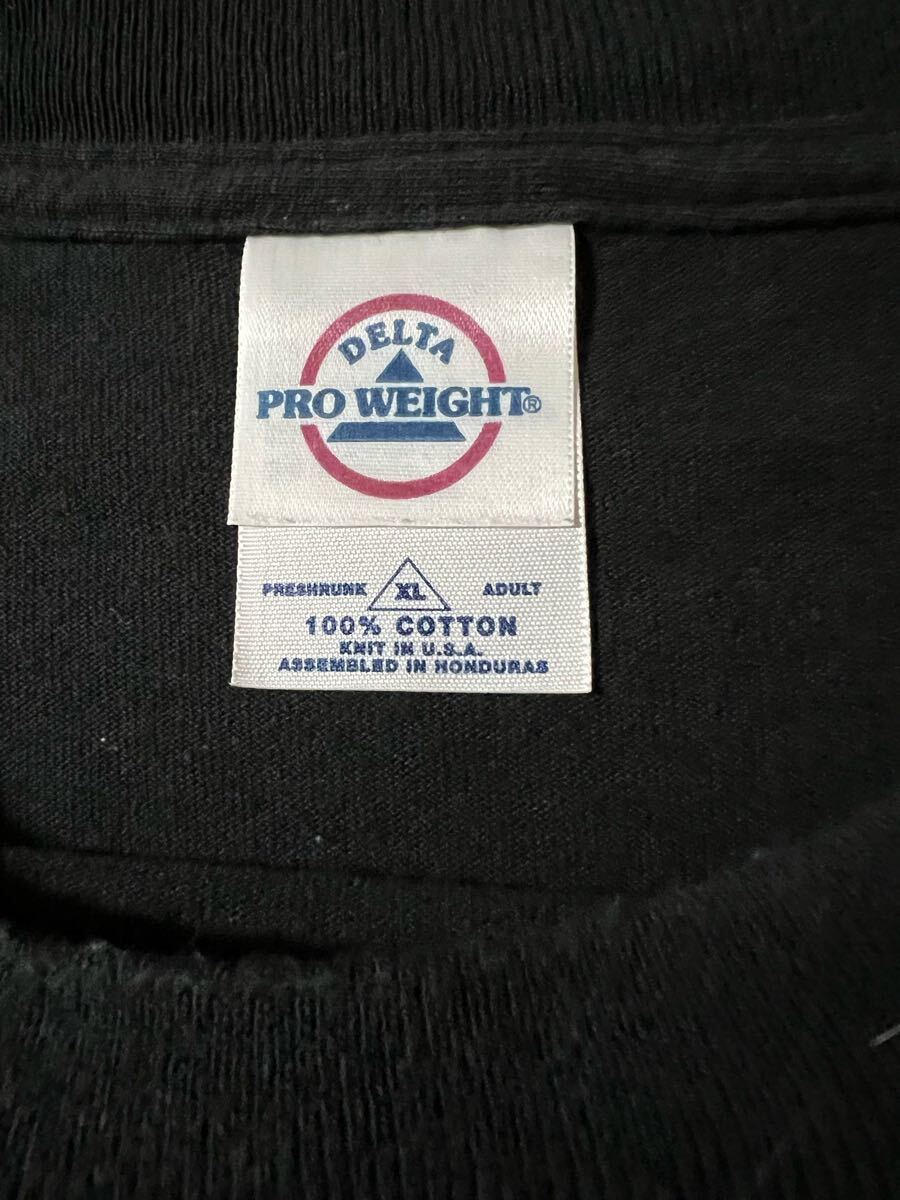 DELTA
PRO WEIGHT®
PRESHRUNK XL ADULT
100% COTTON
KNIT IN U.S.A.
ASSEMBLED IN HONDURAS